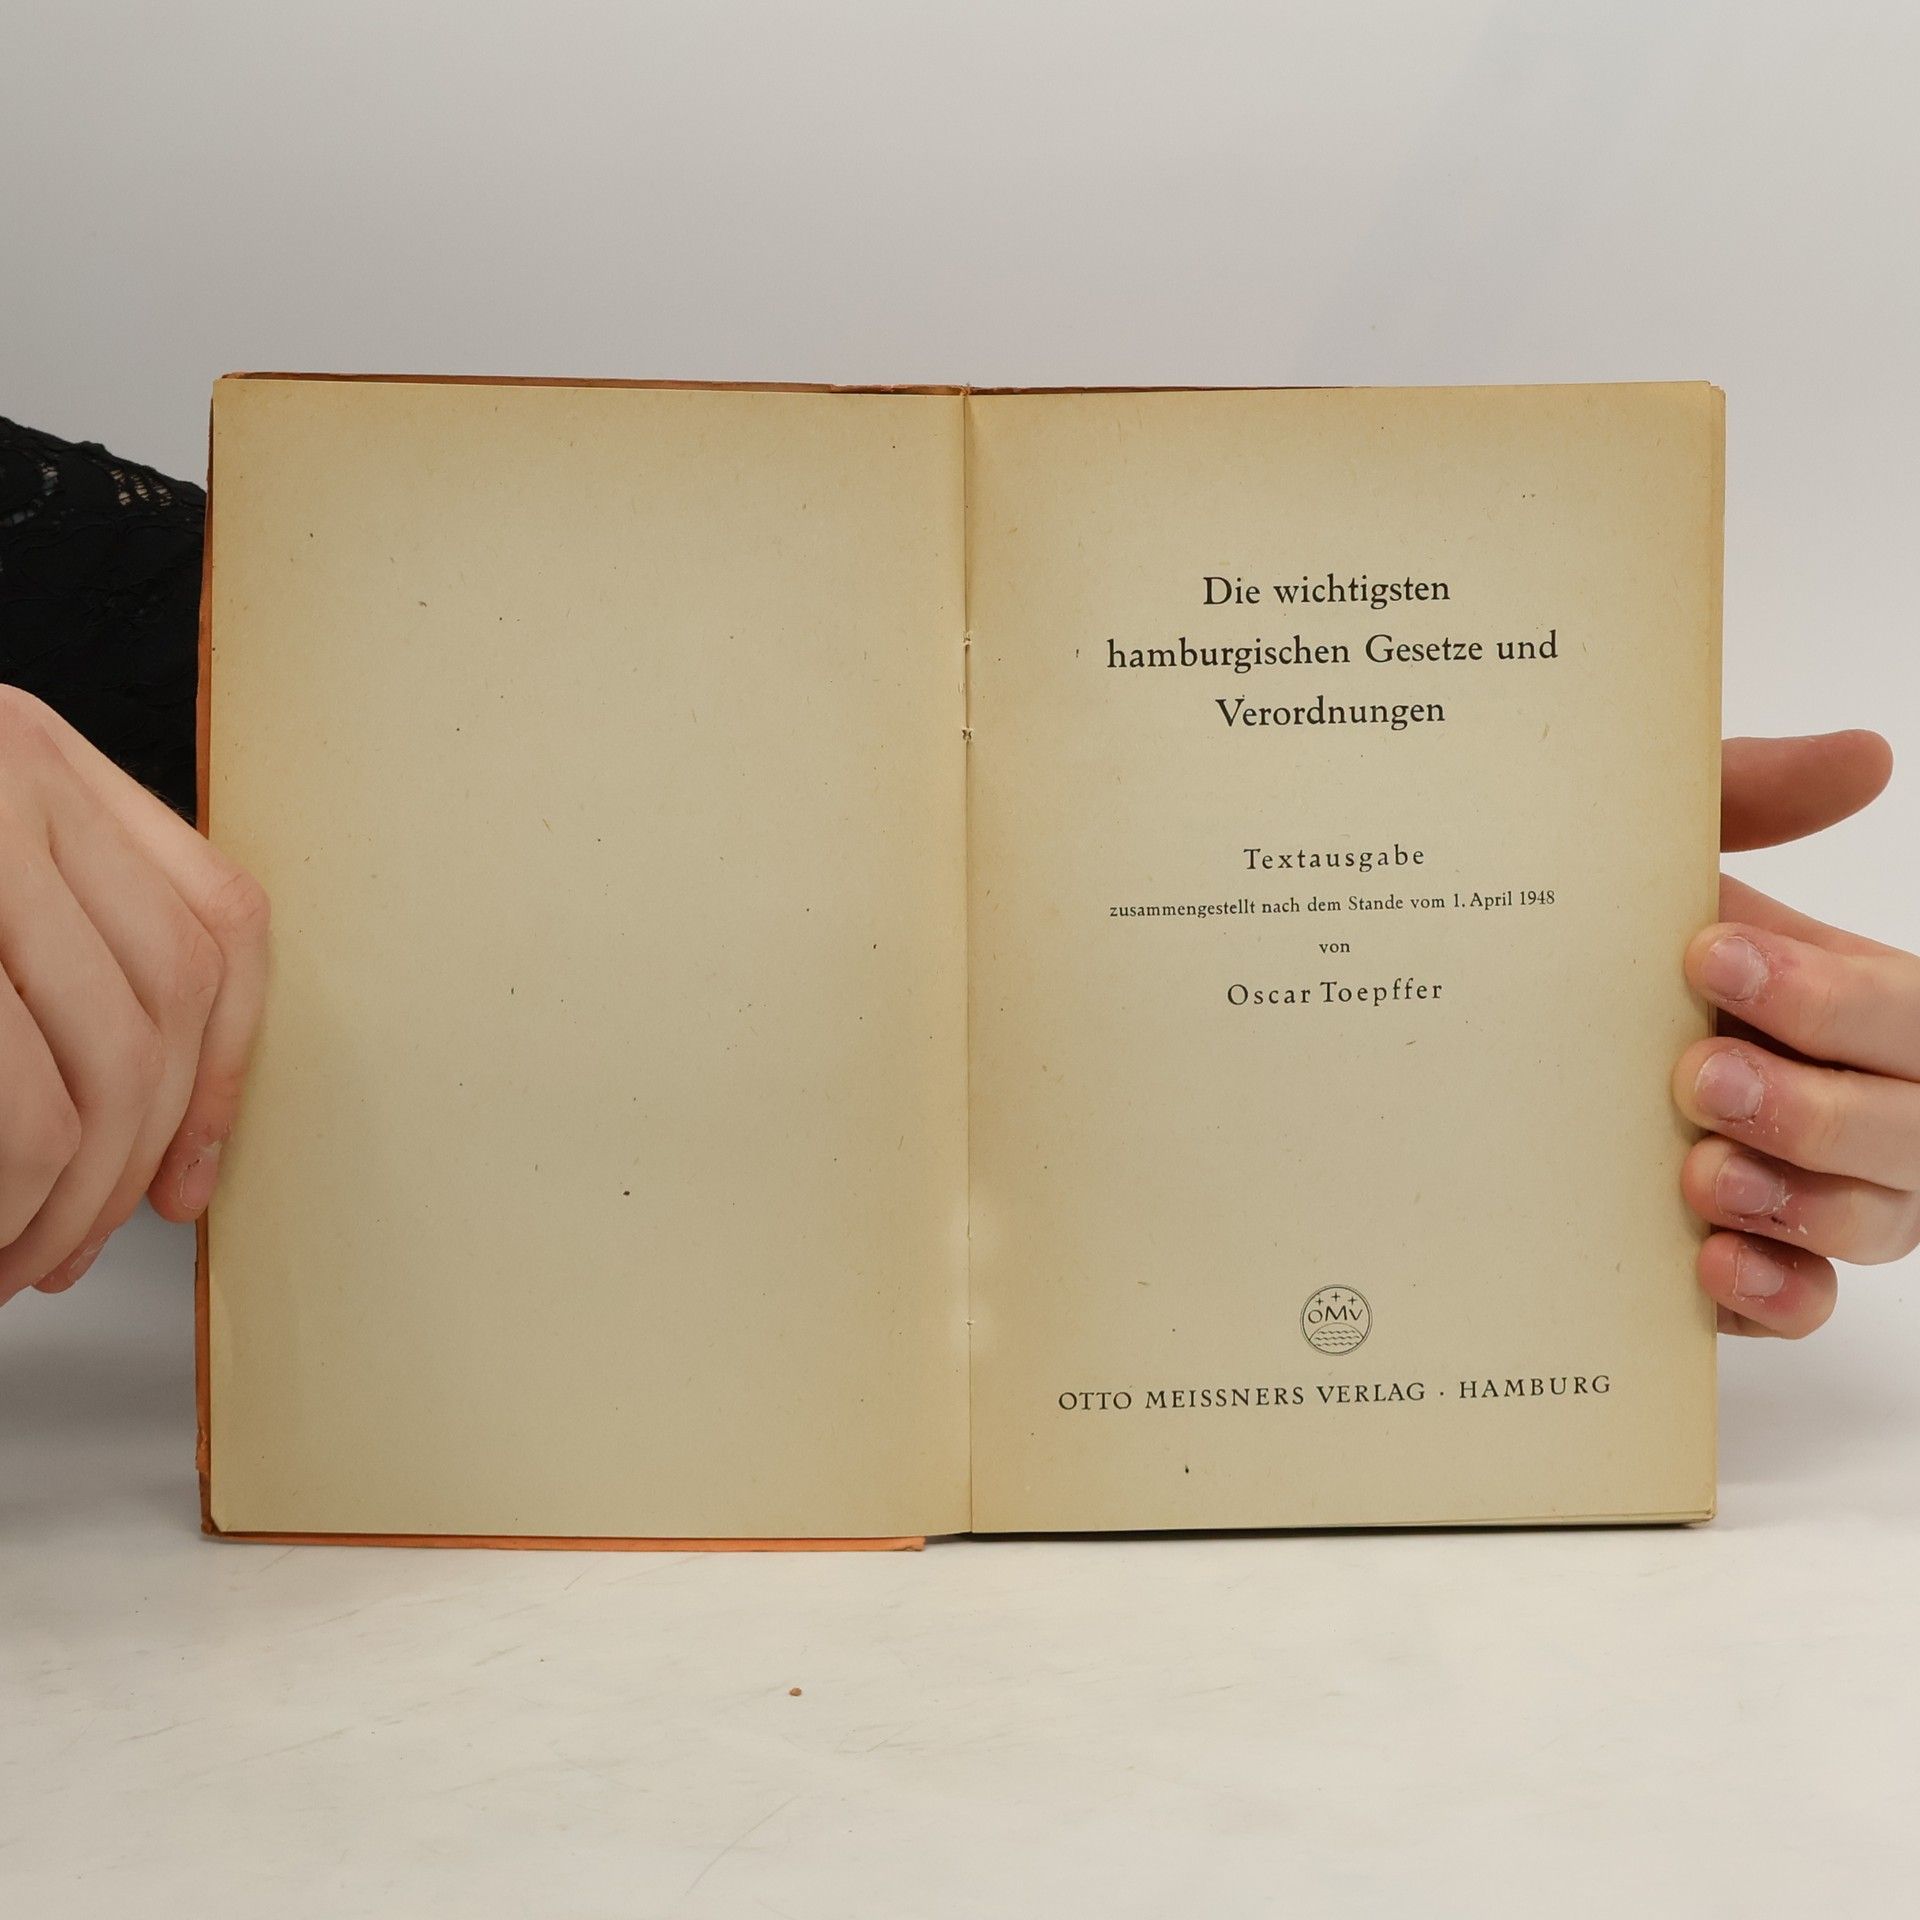 Die wichtigsten
hamburgischen Gesetze und
Verordnungen
Textausgabe
zusammengestellt nach dem Stande vom 1. April 1948
von
Oscar Toepffer
OMV
OTTO MEISSNERS VERLAG · HAMBURG